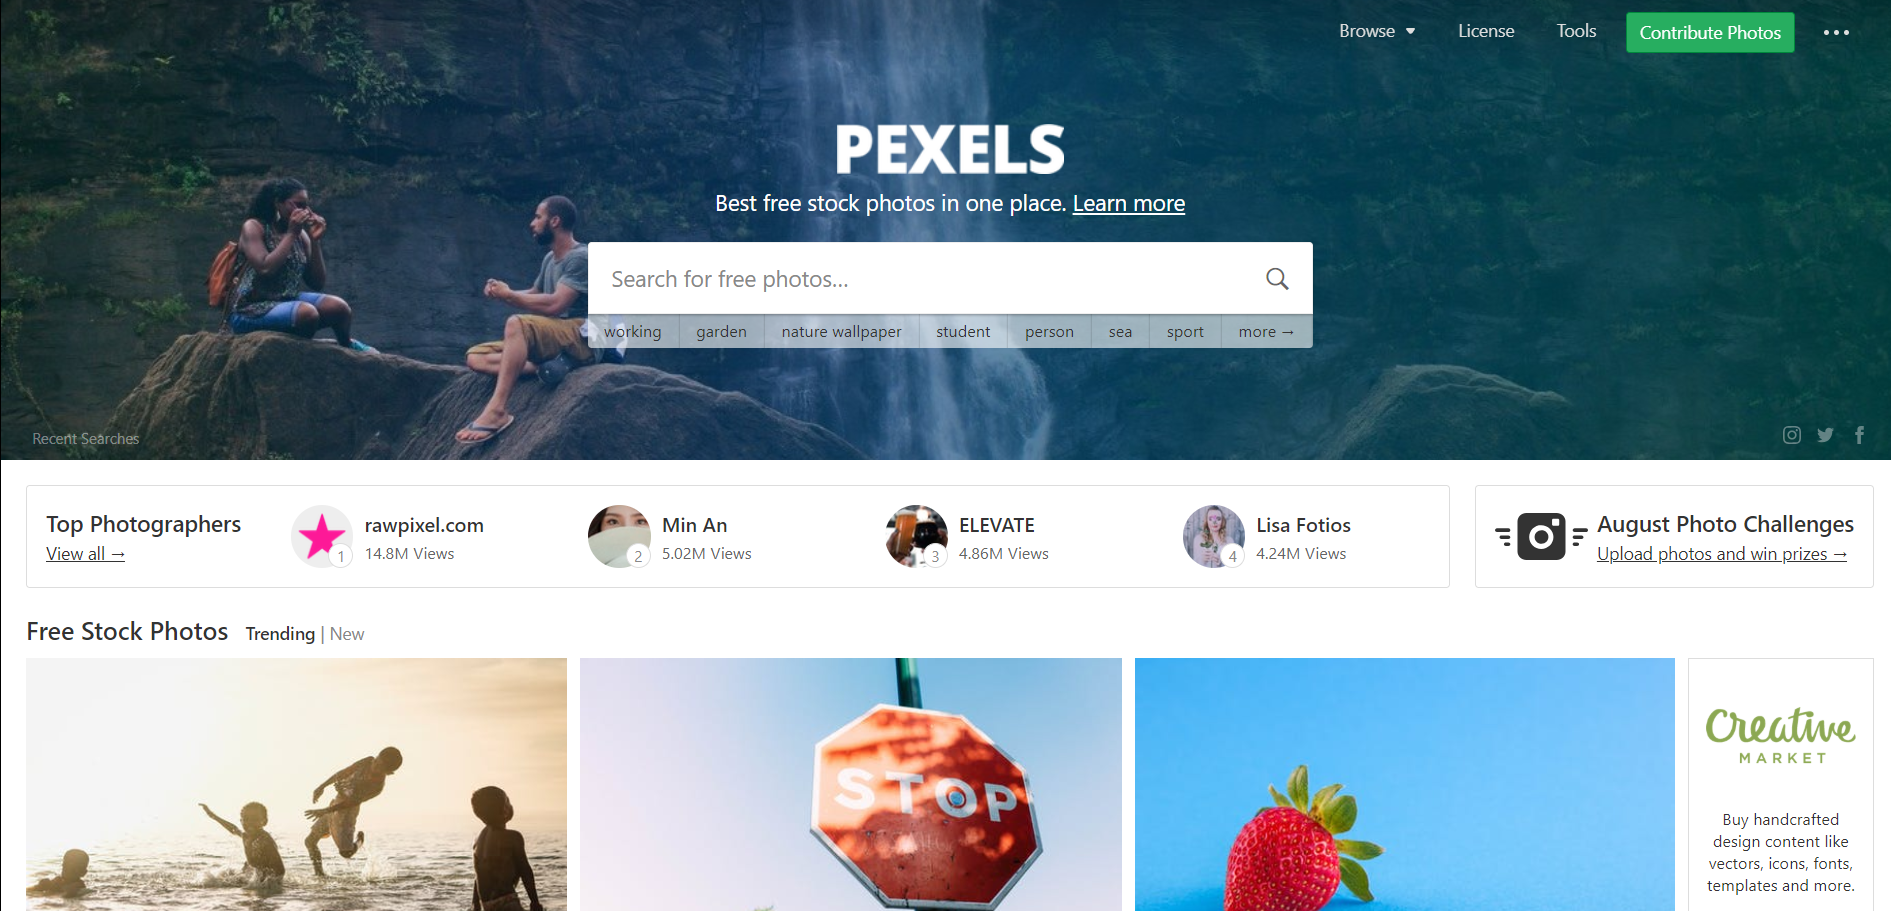 Browse License Tools Contribute Photos
PEXELS
Best free stock photos in one place. Learn more
Search for free photos...
working garden nature wallpaper student person sea sport more →
Recent Searches
Top Photographers
View all →
1
rawpixel.com
14.8M Views
2
Min An
5.02M Views
3
ELEVATE
4.86M Views
4
Lisa Fotios
4.24M Views
August Photo Challenges
Upload photos and win prizes →
Free Stock Photos Trending | New
STOP
Creative
MARKET
Buy handcrafted
design content like
vectors, icons, fonts,
templates and more.